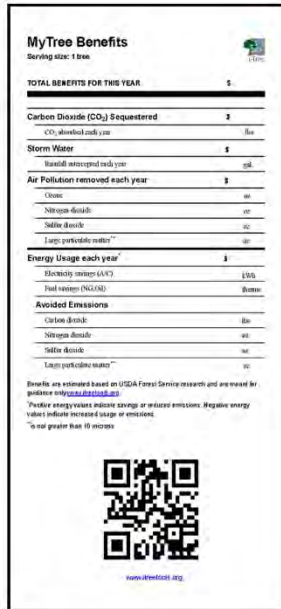 MyTree Benefits
Serving size: 1 tree
i-Tree
TOTAL BENEFITS FOR THIS YEAR $
Carbon Dioxide (CO₂) Sequestered $
CO₂ absorbed each year lbs
Storm Water $
Rainfall intercepted each year gal.
Air Pollution removed each year $
Ozone oz
Nitrogen dioxide oz
Sulfur dioxide oz
Large particulate matter** oz
Energy Usage each year* $
Electricity savings (A/C) kWh
Fuel savings (NG,Oil) therms
Avoided Emissions
Carbon dioxide lbs
Nitrogen dioxide oz
Sulfur dioxide oz
Large particulate matter** oz
Benefits are estimated based on USDA Forest Service research and are meant for
guidance only www.itreetools.org
*Positive energy values indicate savings or reduced emissions. Negative energy
values indicate increased usage or emissions.
**is not greater than 10 microns
www.itreetools.org